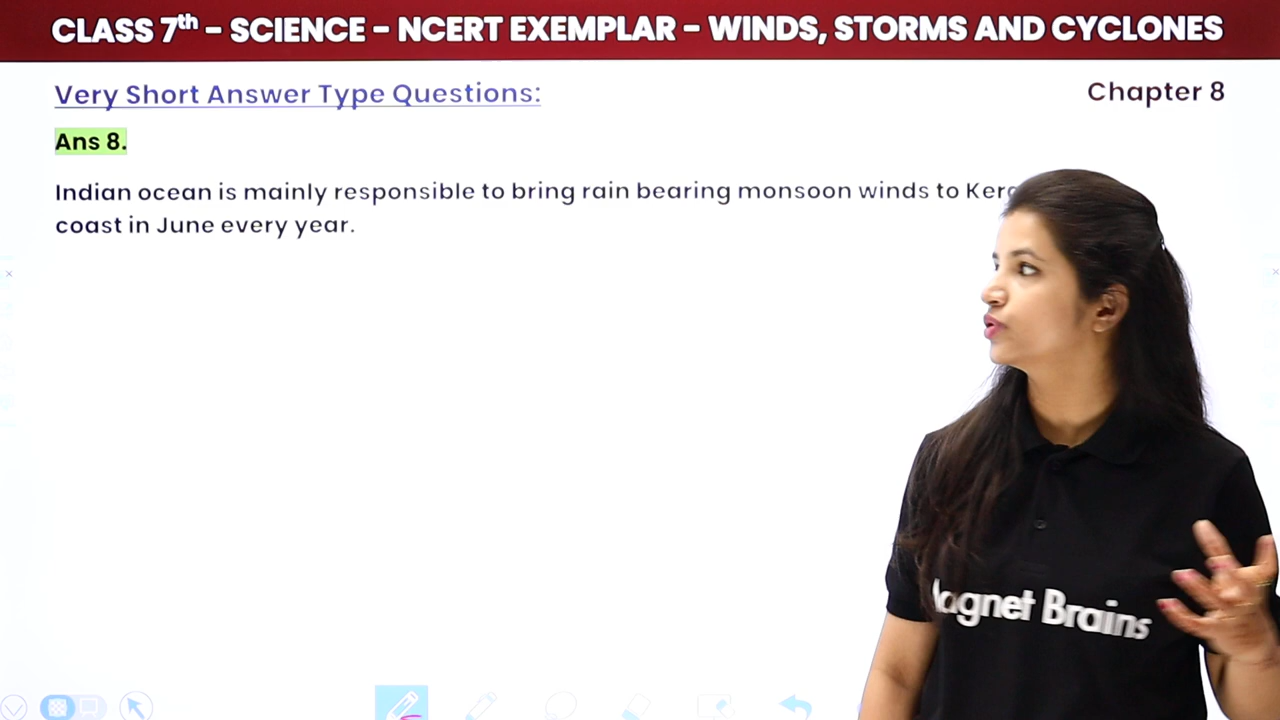 CLASS 7th – SCIENCE – NCERT EXEMPLAR – WINDS, STORMS AND CYCLONES
Very Short Answer Type Questions:
Chapter 8
Ans 8.
Indian ocean is mainly responsible to bring rain bearing monsoon winds to
coast in June every year.
Magnet Brains